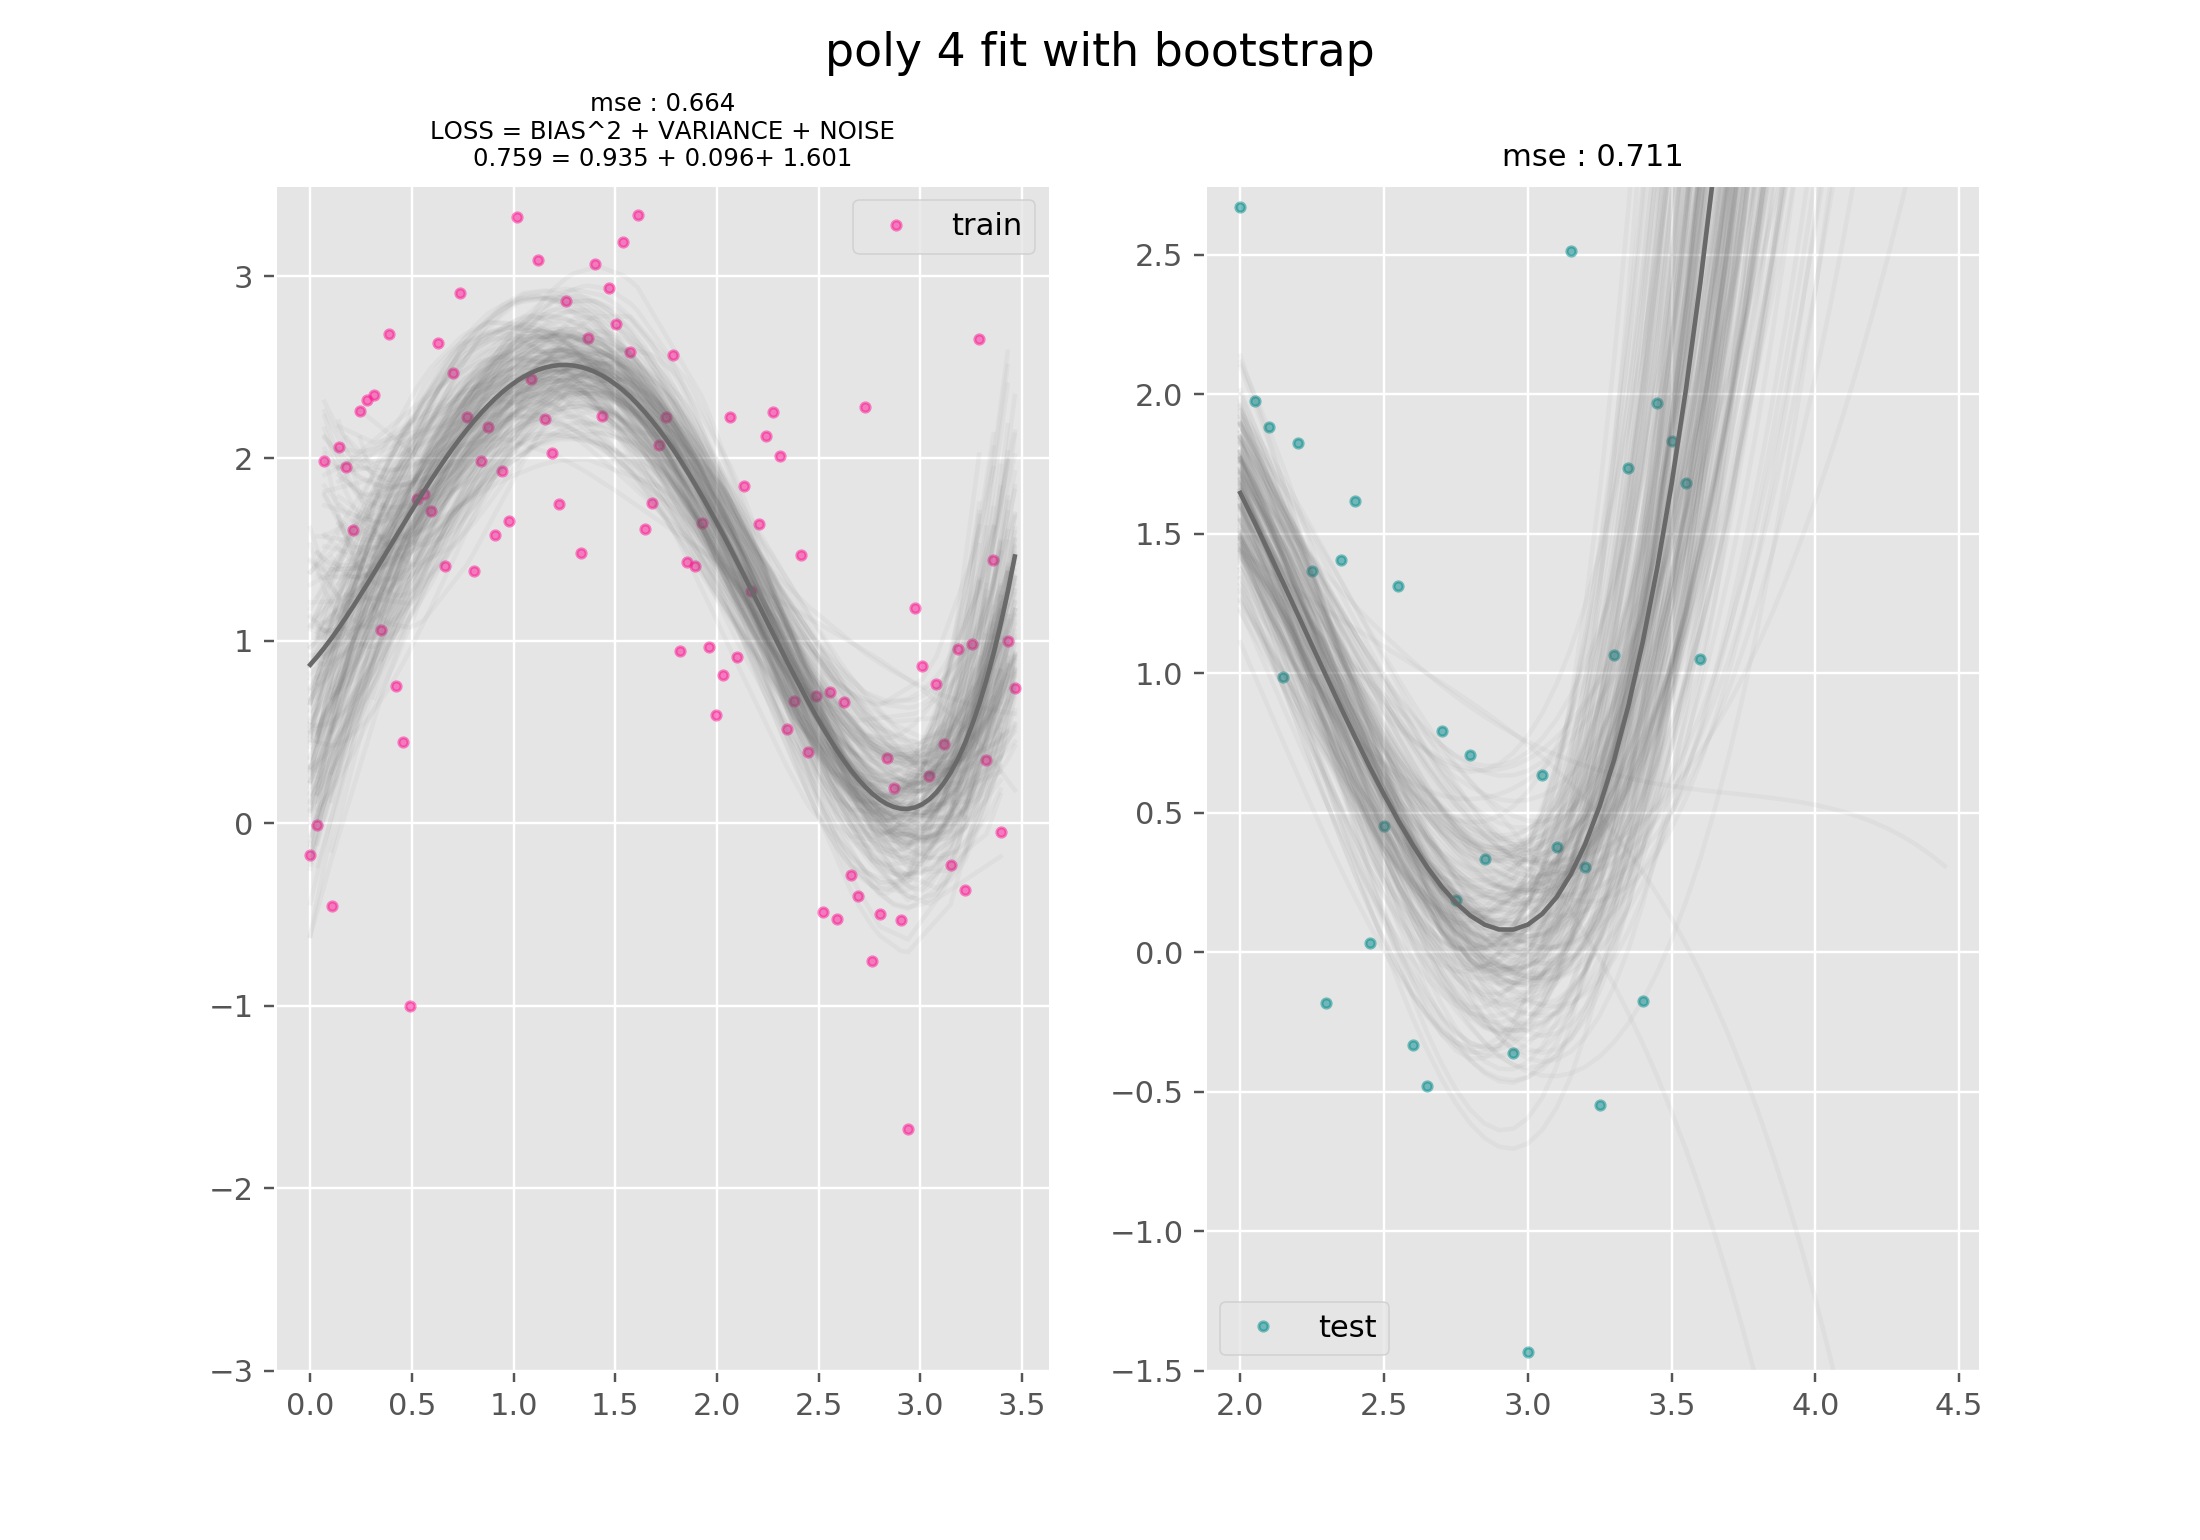 poly 4 fit with bootstrap
mse : 0.664
LOSS = BIAS^2 + VARIANCE + NOISE
0.759 = 0.935 + 0.096+ 1.601
train
3
2
1
0
−1
−2
−3
0.0 0.5 1.0 1.5 2.0 2.5 3.0 3.5
mse : 0.711
2.5
2.0
1.5
1.0
0.5
0.0
−0.5
−1.0
−1.5
test
2.0 2.5 3.0 3.5 4.0 4.5